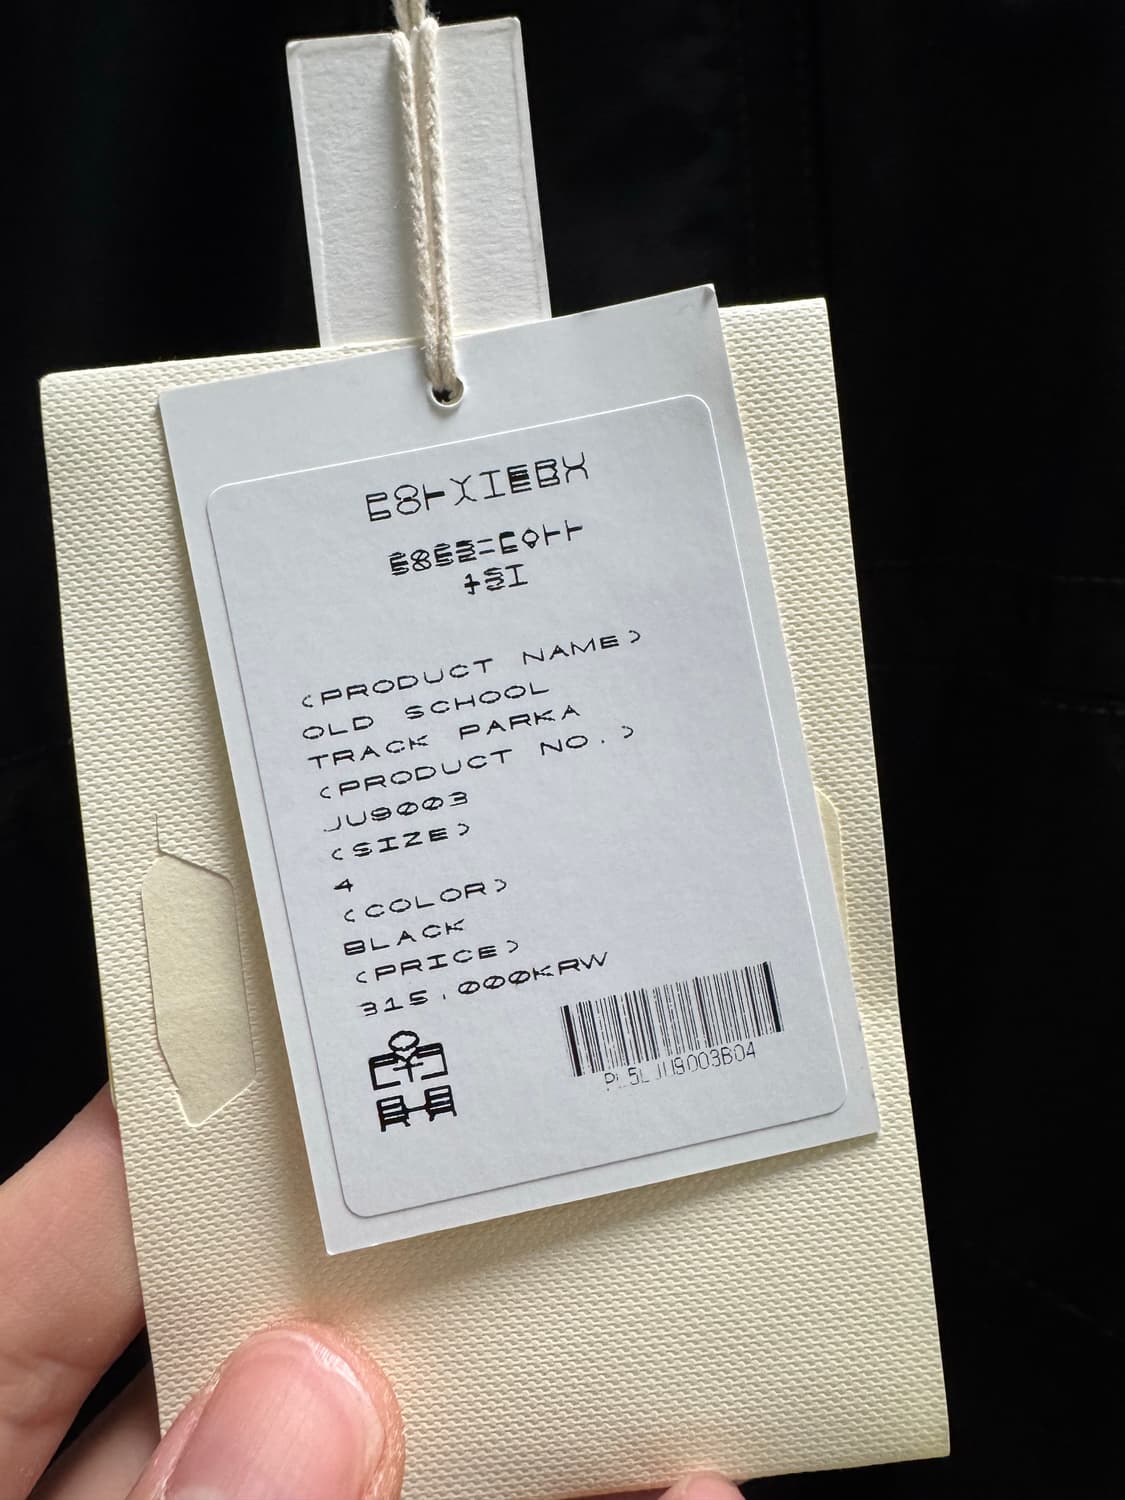 <PRODUCT NAME>
OLD SCHOOL
TRACK PARKA
<PRODUCT NO.>
JU9003
<SIZE>
4
<COLOR>
BLACK
<PRICE>
315,000KRW